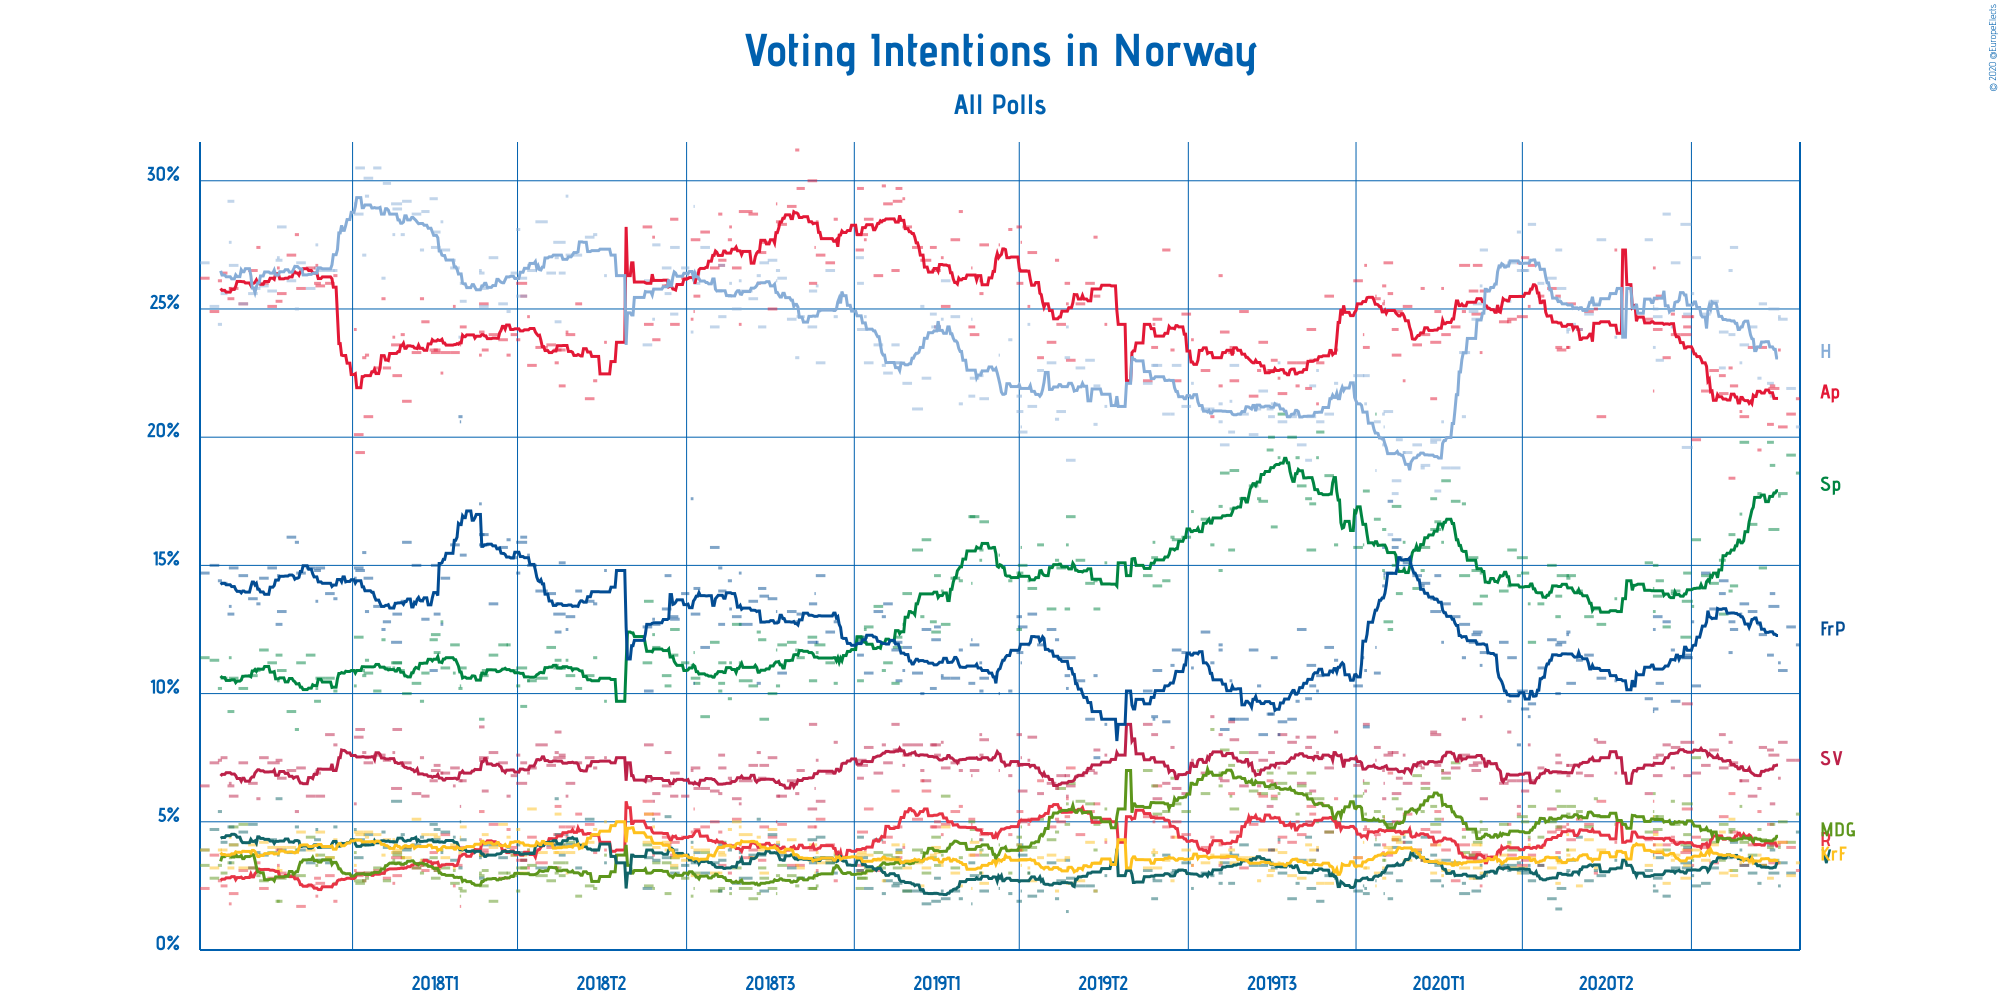 © 2020 @EuropeElects
Voting Intentions in Norway
All Polls
30%
25%
20%
15%
10%
5%
0%
H
Ap
Sp
FrP
SV
MDG
R
KrF
2018T1
2018T2
2018T3
2019T1
2019T2
2019T3
2020T1
2020T2